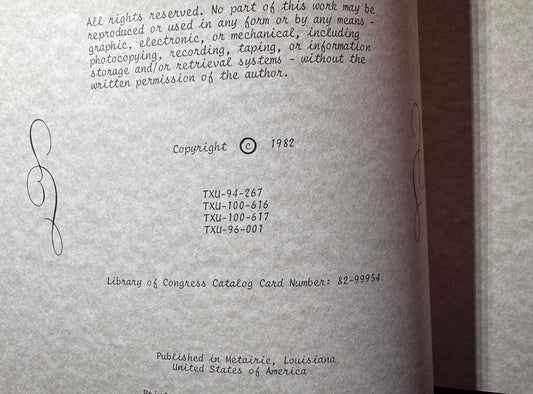 All rights reserved. No part of this work may be
reproduced or used in any form or by any means -
graphic, electronic, or mechanical, including
photocopying, recording, taping, or information
storage and/or retrieval systems - without the
written permission of the author.
Copyright © 1982
TXU-94-267
TXU-100-616
TXU-100-617
TXU-96-001
Library of Congress Catalog Card Number: 82-99954
Published in Metairie, Louisiana
United States of America